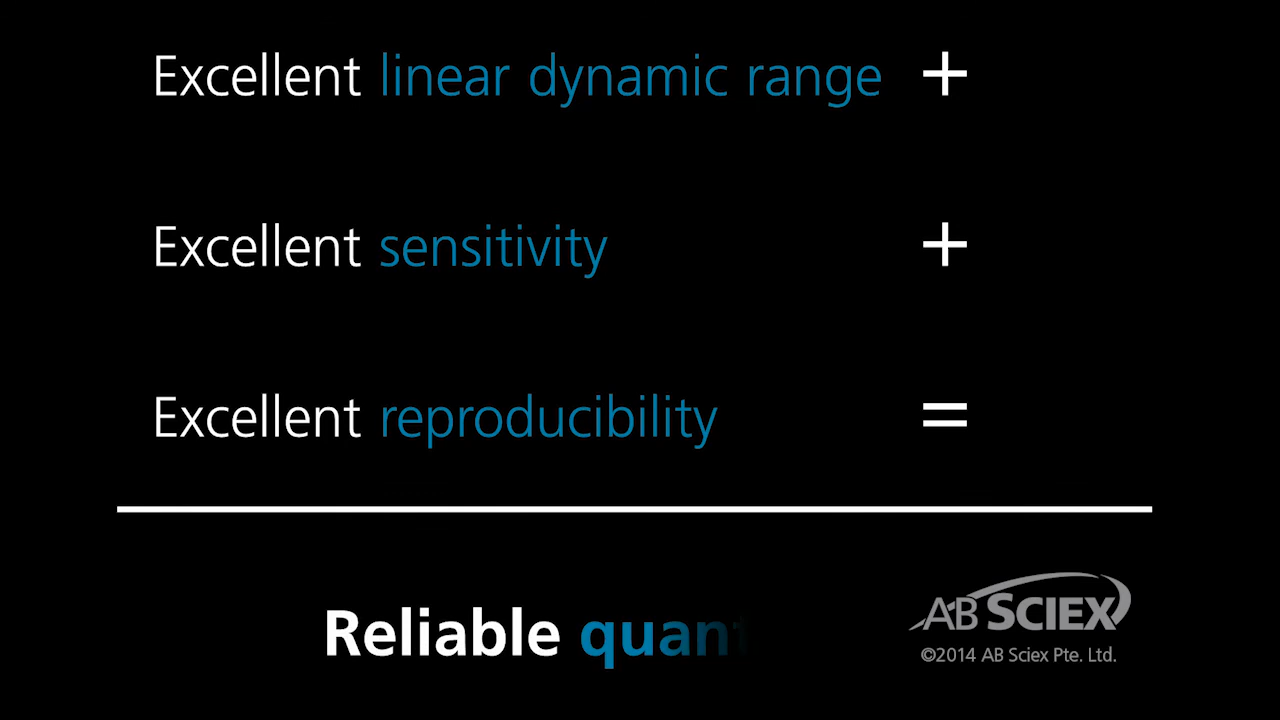 Excellent linear dynamic range +
Excellent sensitivity +
Excellent reproducibility =
Reliable
AB SCIEX
©2014 AB Sciex Pte. Ltd.